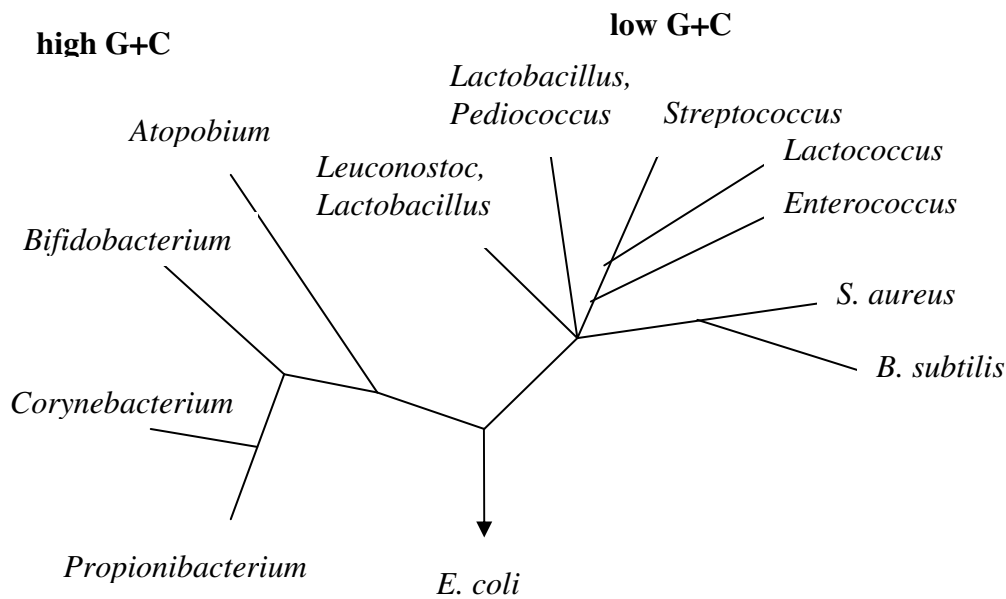 high G+C
low G+C
Lactobacillus,
Pediococcus
Streptococcus
Atopobium
Lactococcus
Leuconostoc,
Lactobacillus
Enterococcus
Bifidobacterium
S. aureus
B. subtilis
Corynebacterium
Propionibacterium
E. coli